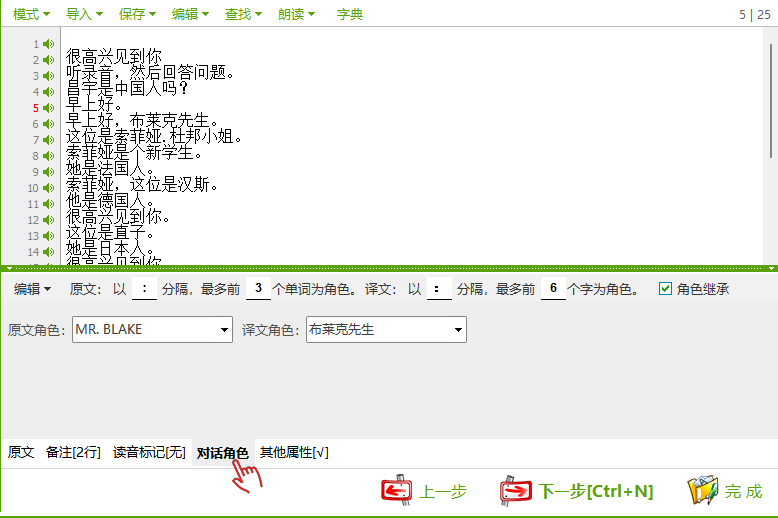 模式 导入 保存 编辑 查找 朗读 字典 5 | 25
1
2 很高兴见到你
3 听录音，然后回答问题。
4 昌宇是中国人吗？
5 早上好。
6 早上好，布莱克先生。
7 这位是索菲娅.杜邦小姐。
8 索菲娅是个新学生。
9 她是法国人。
10 索菲娅，这位是汉斯。
11 他是德国人。
12 很高兴见到你。
13 这位是直子。
14 她是日本人。
很高兴见到你
编辑 原文： 以 : 分隔，最多前 3 个单词为角色。译文： 以 ： 分隔，最多前 6 个字为角色。 角色继承
原文角色： MR. BLAKE 译文角色： 布莱克先生
原文 备注[2行] 读音标记[无] 对话角色 其他属性[√]
上一步 下一步[Ctrl+N] 完 成